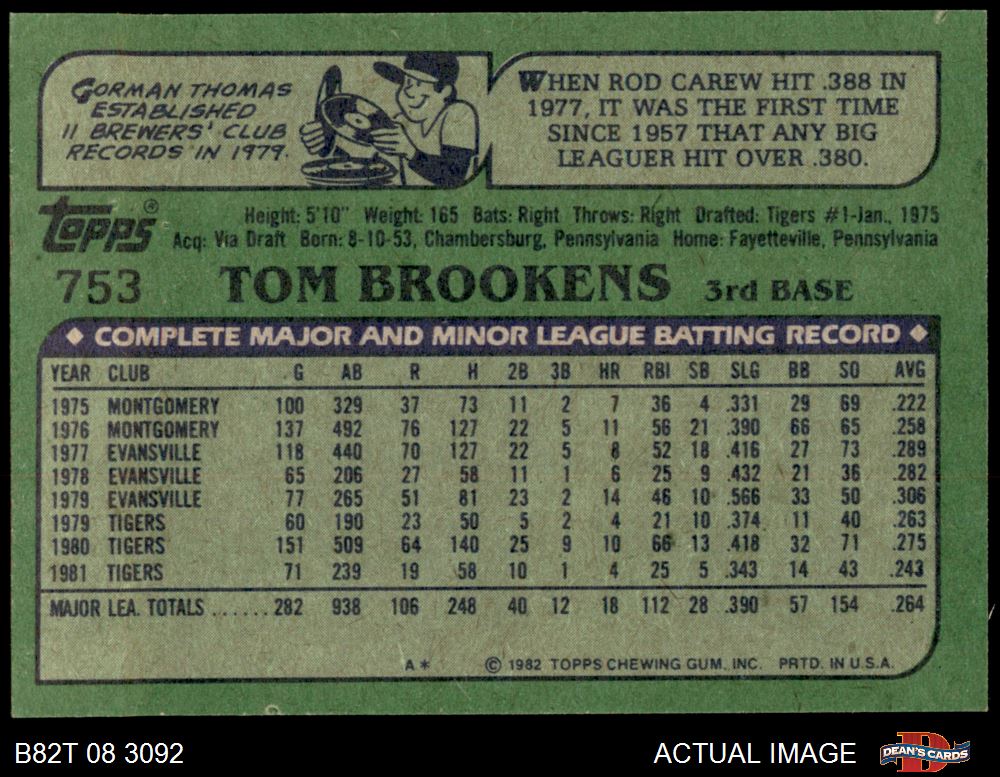 GORMAN THOMAS
ESTABLISHED
11 BREWERS' CLUB
RECORDS IN 1979.
WHEN ROD CAREW HIT .388 IN
1977, IT WAS THE FIRST TIME
SINCE 1957 THAT ANY BIG
LEAGUER HIT OVER .380.
topps®
Height: 5'10" Weight: 165 Bats: Right Throws: Right Drafted: Tigers #1-Jan., 1975
Acq: Via Draft Born: 8-10-53, Chambersburg, Pennsylvania Home: Fayetteville, Pennsylvania
753 TOM BROOKENS 3rd BASE
◆ COMPLETE MAJOR AND MINOR LEAGUE BATTING RECORD ◆
YEAR CLUB G AB R H 2B 3B HR RBI SB SLG BB SO AVG
1975 MONTGOMERY 100 329 37 73 11 2 7 36 4 .331 29 69 .222
1976 MONTGOMERY 137 492 76 127 22 5 11 56 21 .390 66 65 .258
1977 EVANSVILLE 118 440 70 127 22 5 8 52 18 .416 27 73 .289
1978 EVANSVILLE 65 206 27 58 11 1 6 25 9 .432 21 36 .282
1979 EVANSVILLE 77 265 51 81 23 2 14 46 10 .566 33 50 .306
1979 TIGERS 60 190 23 50 5 2 4 21 10 .374 11 40 .263
1980 TIGERS 151 509 64 140 25 9 10 66 13 .418 32 71 .275
1981 TIGERS 71 239 19 58 10 1 4 25 5 .343 14 43 .243
MAJOR LEA. TOTALS ...... 282 938 106 248 40 12 18 112 28 .390 57 154 .264
A* © 1982 TOPPS CHEWING GUM, INC. PRTD. IN U.S.A.
B82T 08 3092 ACTUAL IMAGE DEAN'S CARDS